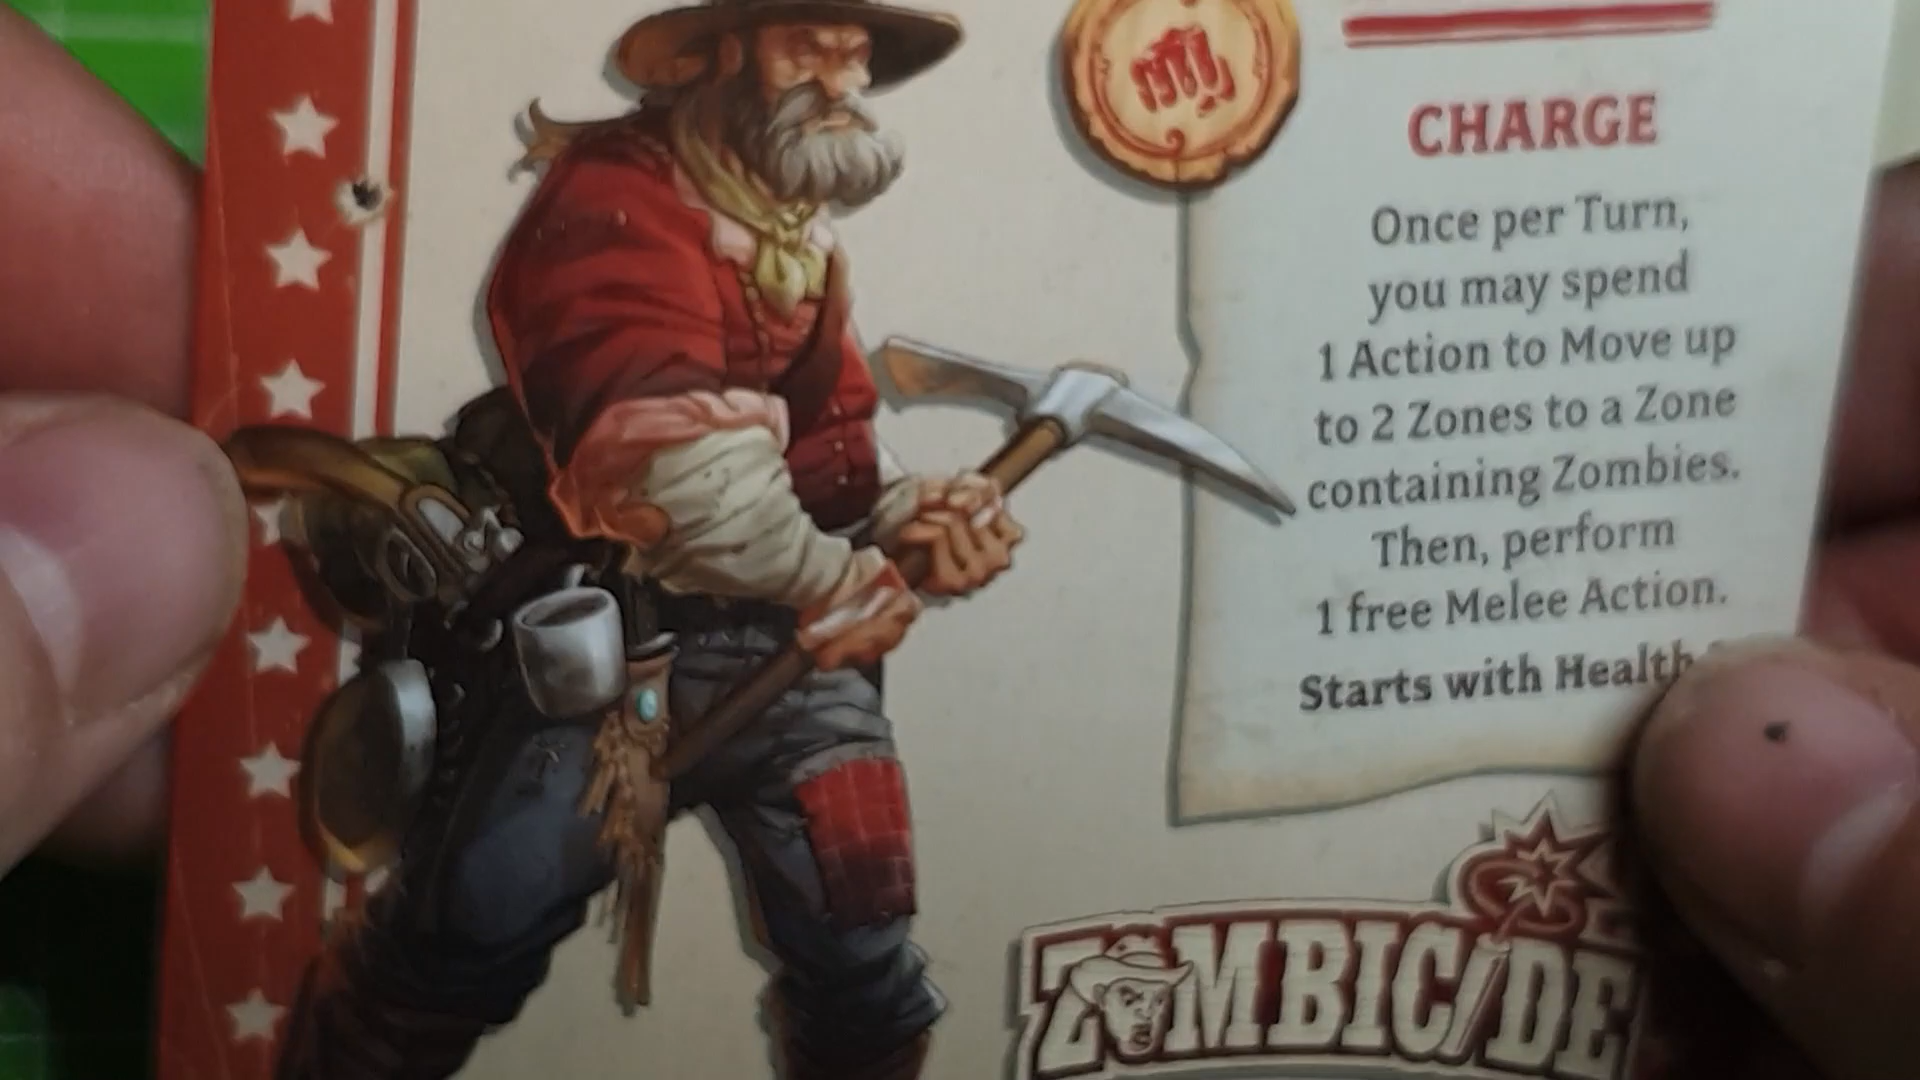 CHARGE
Once per Turn,
you may spend
1 Action to Move up
to 2 Zones to a Zone
containing Zombies.
Then, perform
1 free Melee Action.
Starts with Health
ZOMBICIDE